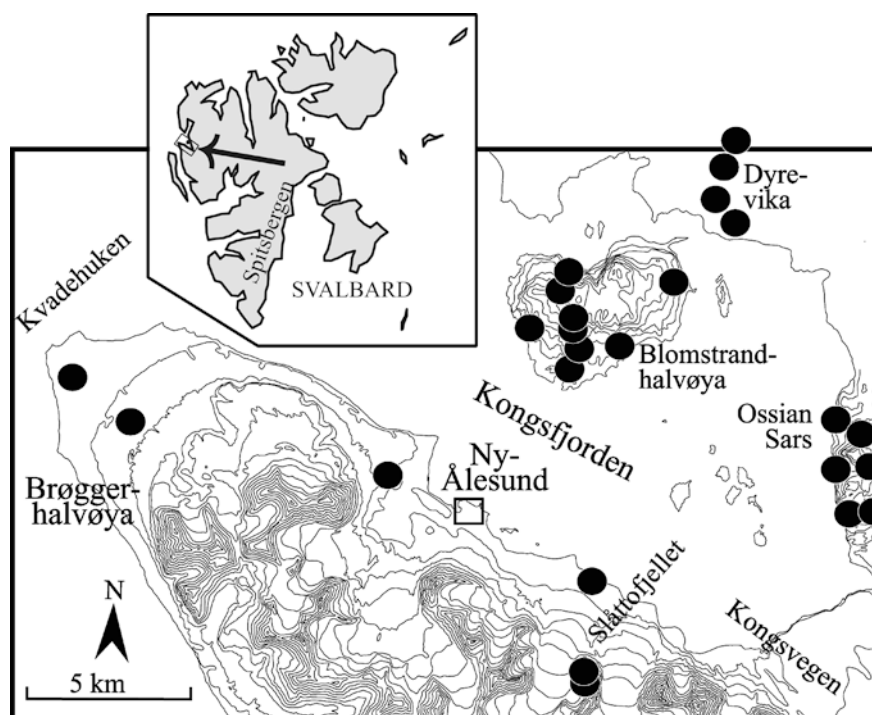 Spitsbergen
SVALBARD
Kvadehuken
Dyre-
vika
Blomstrand-
halvøya
Kongsfjorden
Ossian
Sars
Ny-
Ålesund
Brøgger-
halvøya
Slåttofjellet
Kongsvegen
N
5 km